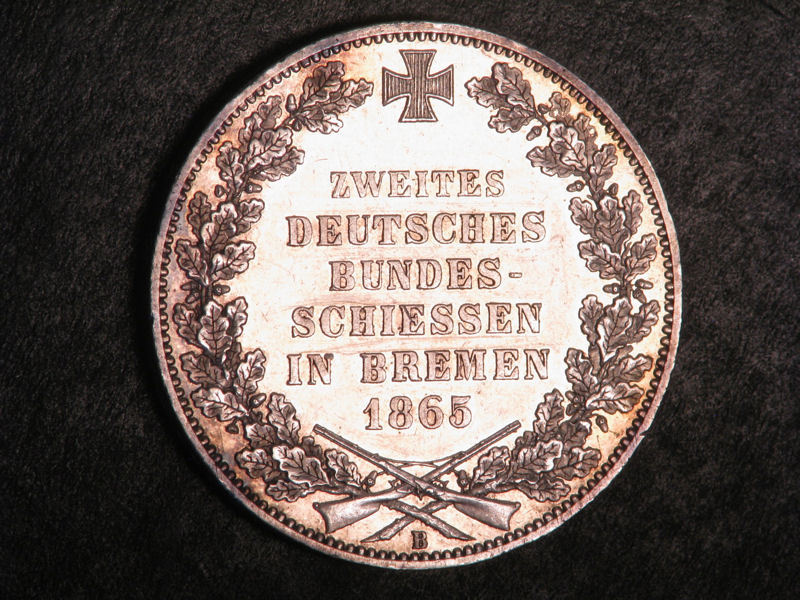 ZWEITES
DEUTSCHES
BUNDES-
SCHIESSEN
IN BREMEN
1865
B